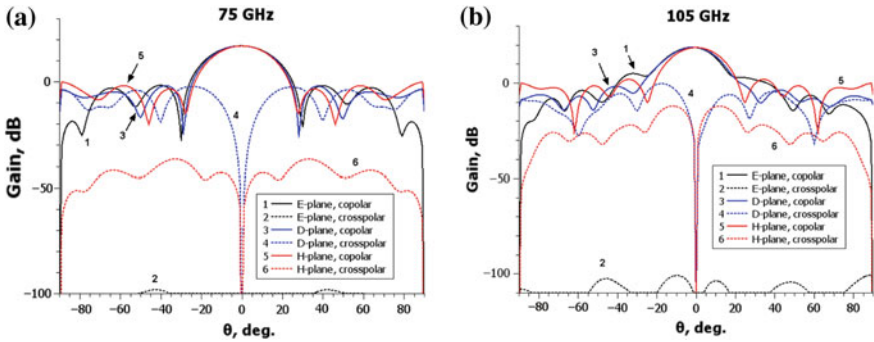 (a)
75 GHz
Gain, dB
0
-50
-100
-80 -60 -40 -20 0 20 40 60 80
θ, deg.
5
3
1
4
6
2
1 E-plane, copolar
2 E-plane, crosspolar
3 D-plane, copolar
4 D-plane, crosspolar
5 H-plane, copolar
6 H-plane, crosspolar
(b)
105 GHz
Gain, dB
50
0
-50
-100
-80 -60 -40 -20 0 20 40 60 80
θ, deg.
3
1
4
5
6
2
1 E-plane, copolar
2 E-plane, crosspolar
3 D-plane, copolar
4 D-plane, crosspolar
5 H-plane, copolar
6 H-plane, crosspolar